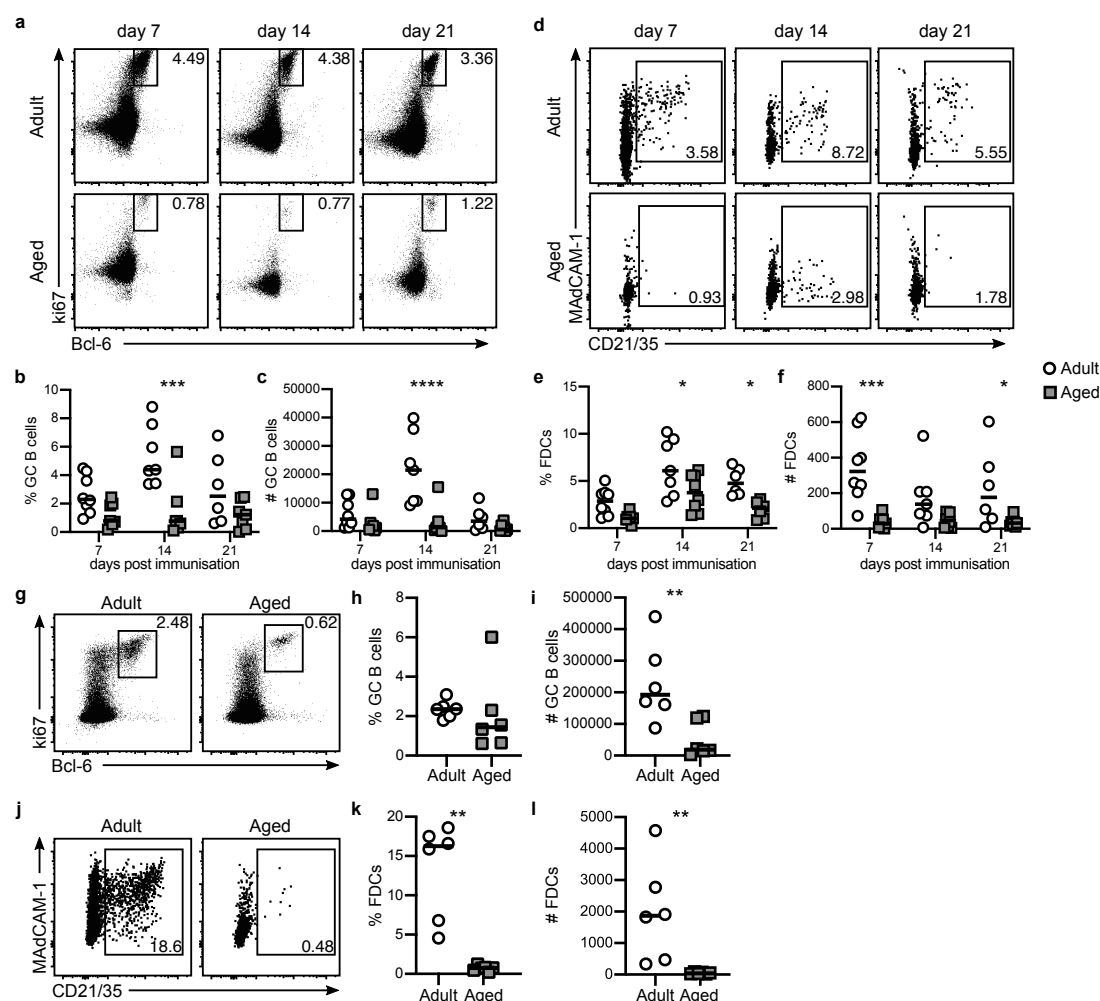 a
day 7
day 14
day 21
Adult
4.49
4.38
3.36
Aged
0.78
0.77
1.22
ki67
Bcl-6
d
day 7
day 14
day 21
Adult
3.58
8.72
5.55
Aged
0.93
2.98
1.78
MAdCAM-1
CD21/35
b
% GC B cells
10
8
6
4
2
0
***
7
14
21
days post immunisation
c
# GC B cells
50000
40000
30000
20000
10000
0
****
7
14
21
days post immunisation
e
% FDCs
15
10
5
0
*
*
7
14
21
days post immunisation
f
# FDCs
800
600
400
200
0
***
*
7
14
21
days post immunisation
Adult
Aged
g
Adult
Aged
2.48
0.62
ki67
Bcl-6
h
% GC B cells
8
6
4
2
0
Adult
Aged
i
# GC B cells
500000
400000
300000
200000
100000
0
**
Adult
Aged
j
Adult
Aged
18.6
0.48
MAdCAM-1
CD21/35
k
% FDCs
20
15
10
5
0
**
Adult
Aged
l
# FDCs
5000
4000
3000
2000
1000
0
**
Adult
Aged